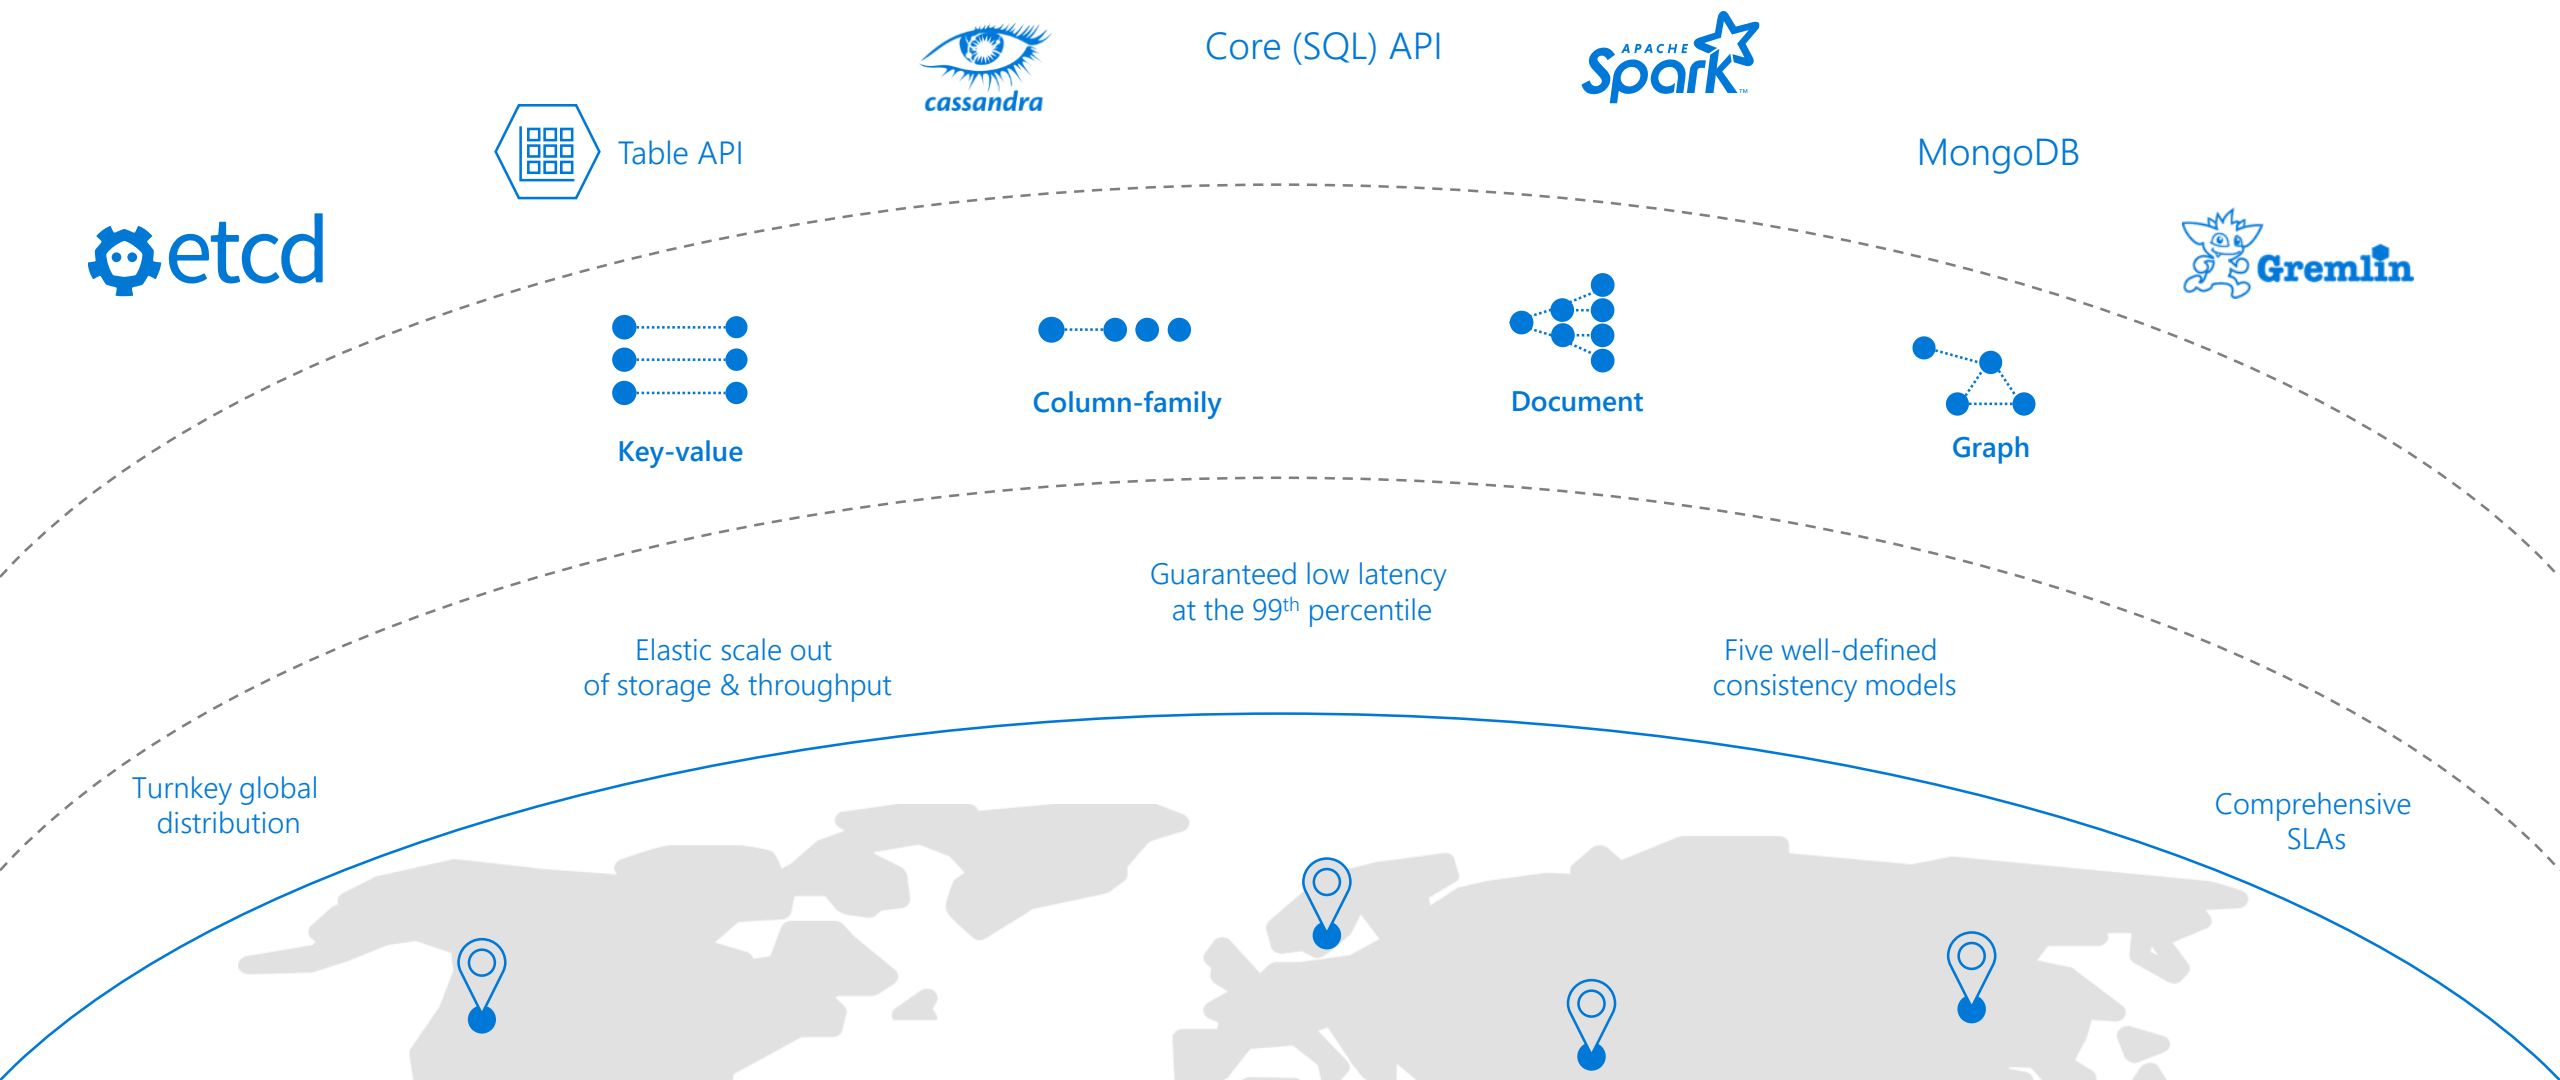 Core (SQL) API
APACHE
Spark™
cassandra
Table API
MongoDB
etcd
Gremlin
Key-value
Column-family
Document
Graph
Guaranteed low latency
at the 99th percentile
Elastic scale out
of storage & throughput
Five well-defined
consistency models
Turnkey global
distribution
Comprehensive
SLAs